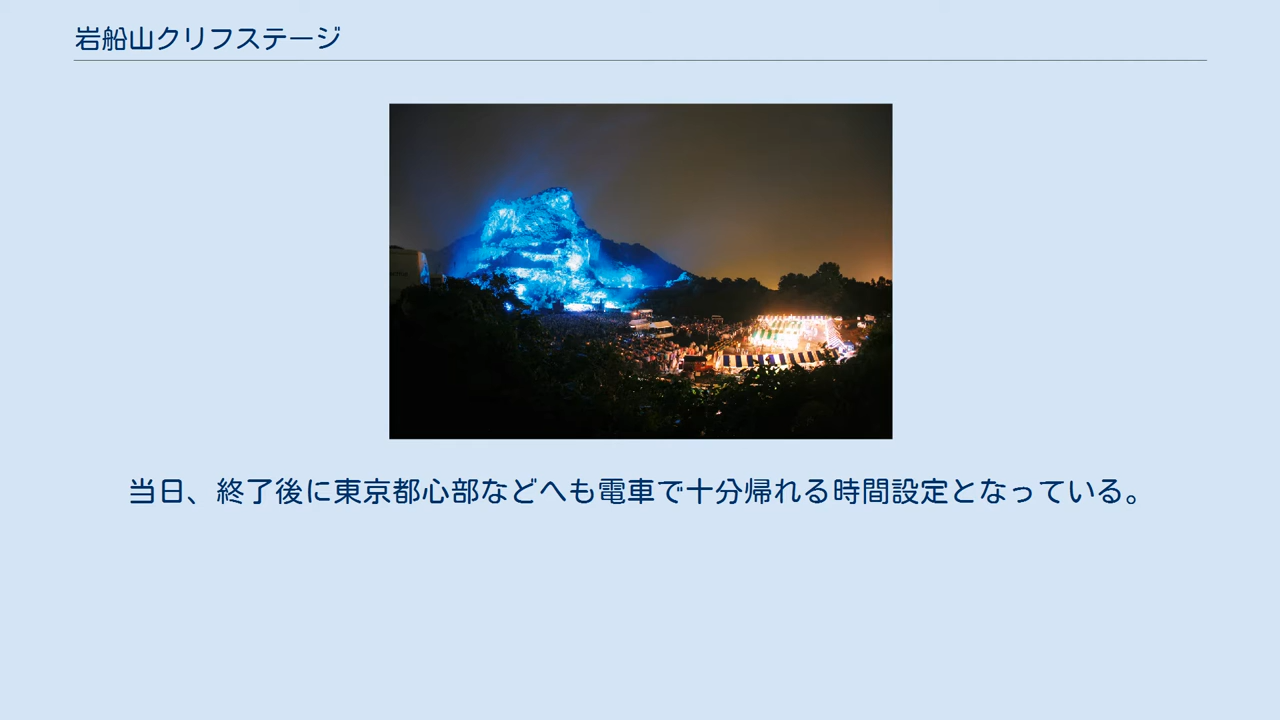 岩船山クリフステージ
当日、終了後に東京都心部などへも電車で十分帰れる時間設定となっている。